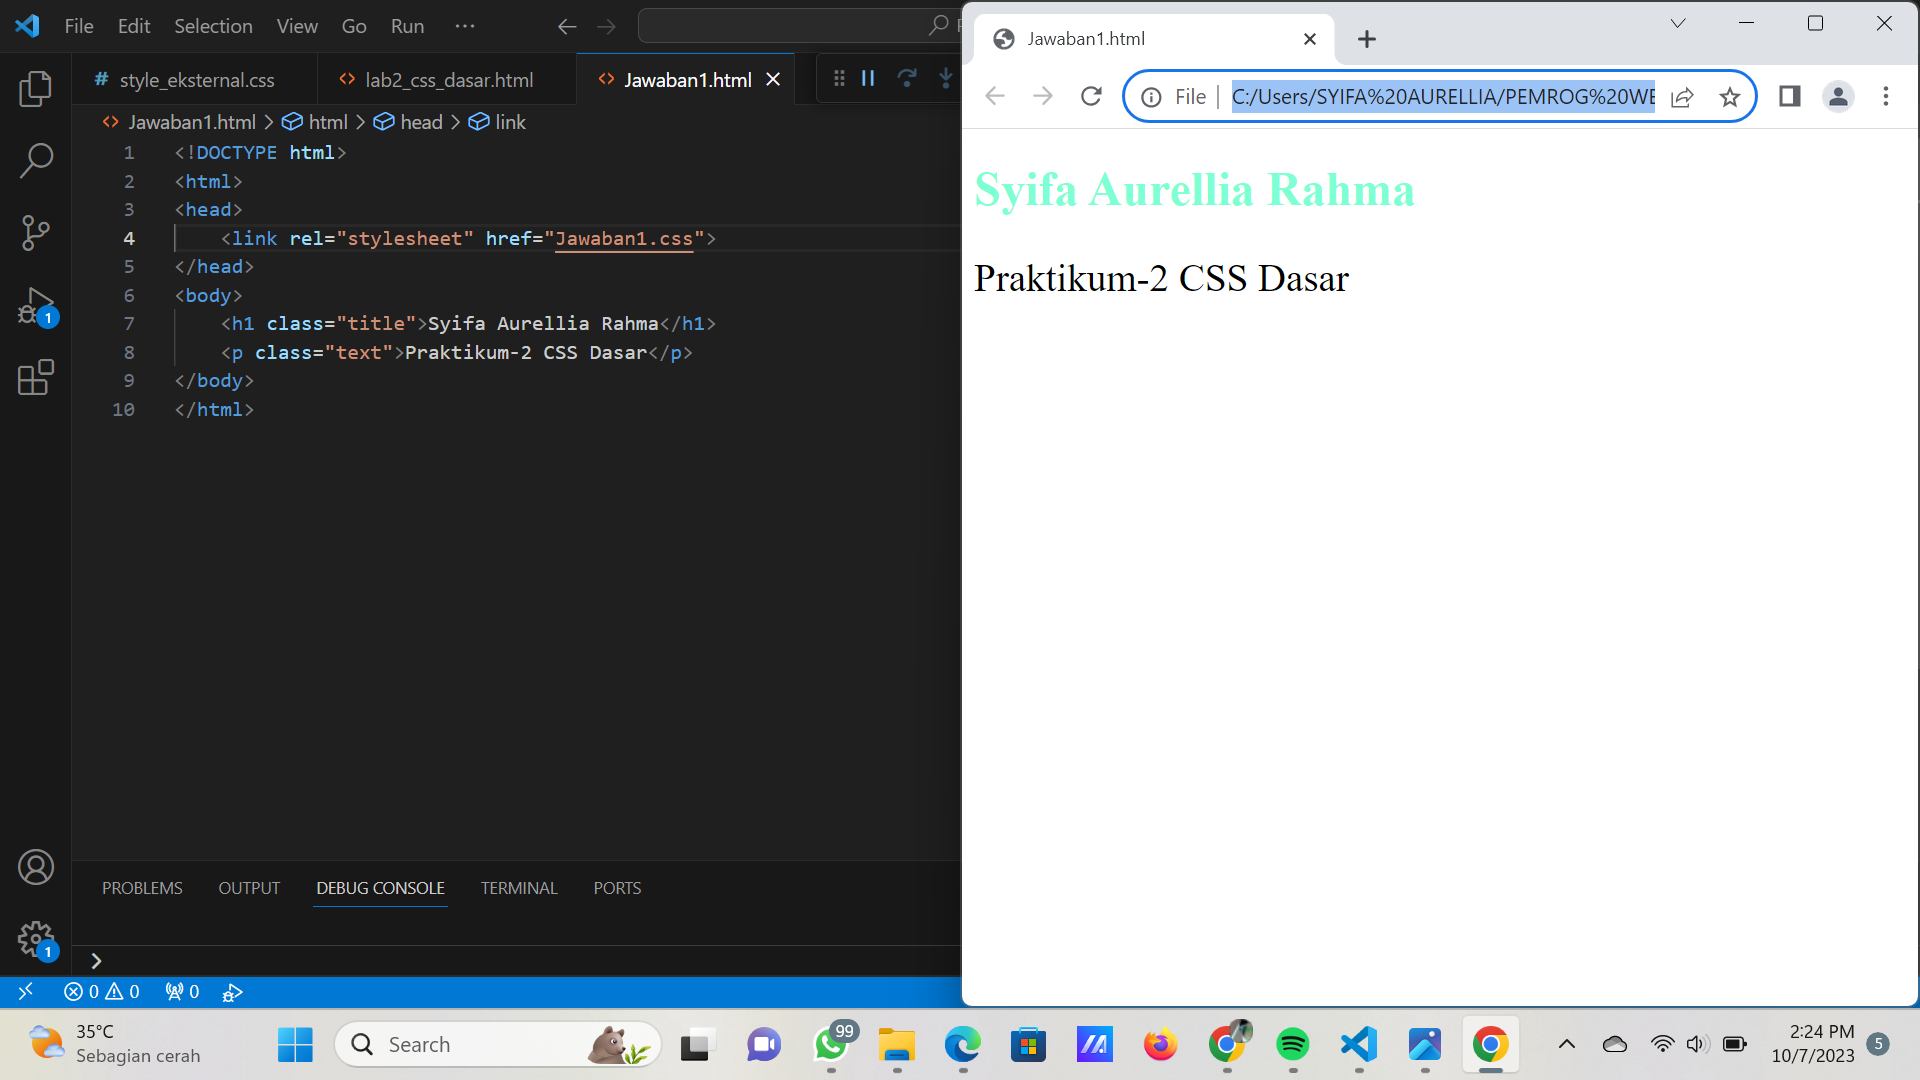 File Edit Selection View Go Run ···
# style_eksternal.css <> lab2_css_dasar.html <> Jawaban1.html
<> Jawaban1.html > html > head > link
1 <!DOCTYPE html>
2 <html>
3 <head>
4 <link rel="stylesheet" href="Jawaban1.css">
5 </head>
6 <body>
7 <h1 class="title">Syifa Aurellia Rahma</h1>
8 <p class="text">Praktikum-2 CSS Dasar</p>
9 </body>
10 </html>
1
1
PROBLEMS OUTPUT DEBUG CONSOLE TERMINAL PORTS
>
0 0 0
Jawaban1.html
File | C:/Users/SYIFA%20AURELLIA/PEMROG%20WE
Syifa Aurellia Rahma
Praktikum-2 CSS Dasar
35°C
Sebagian cerah
Search
99
2:24 PM
10/7/2023
5